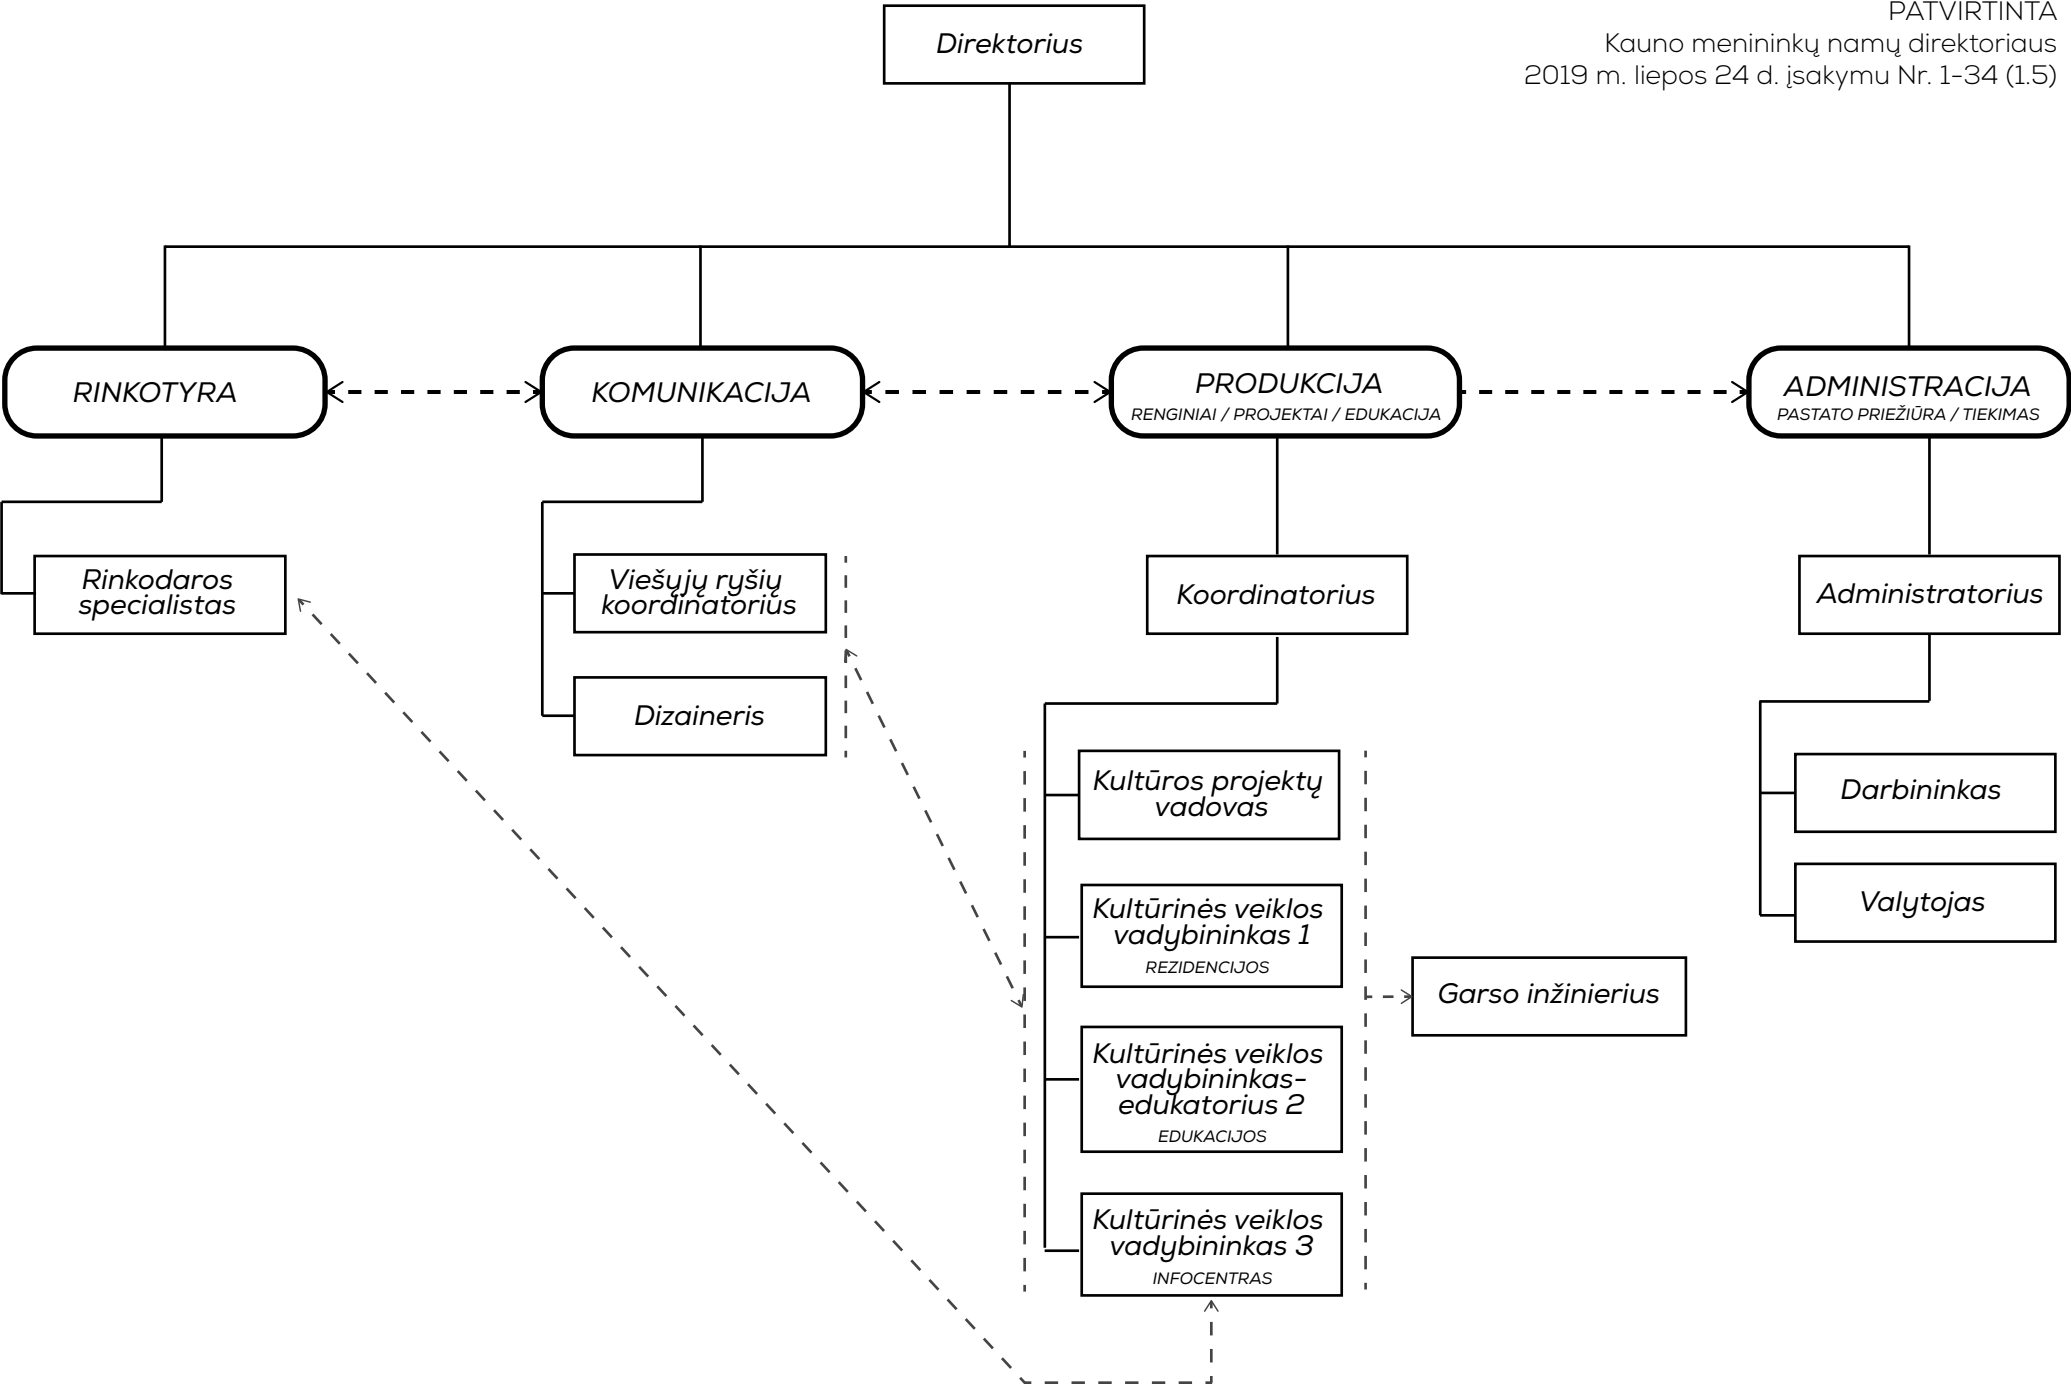 PATVIRTINTA
Kauno menininkų namų direktoriaus
2019 m. liepos 24 d. įsakymu Nr. 1-34 (1.5)
Direktorius
RINKOTYRA
KOMUNIKACIJA
PRODUKCIJA
RENGINIAI / PROJEKTAI / EDUKACIJA
ADMINISTRACIJA
PASTATO PRIEŽIŪRA / TIEKIMAS
Rinkodaros
specialistas
Viešųjų ryšių
koordinatorius
Dizaineris
Koordinatorius
Kultūros projektų
vadovas
Kultūrinės veiklos
vadybininkas 1
REZIDENCIJOS
Kultūrinės veiklos
vadybininkas-
edukatorius 2
EDUKACIJOS
Kultūrinės veiklos
vadybininkas 3
INFOCENTRAS
Garso inžinierius
Administratorius
Darbininkas
Valytojas